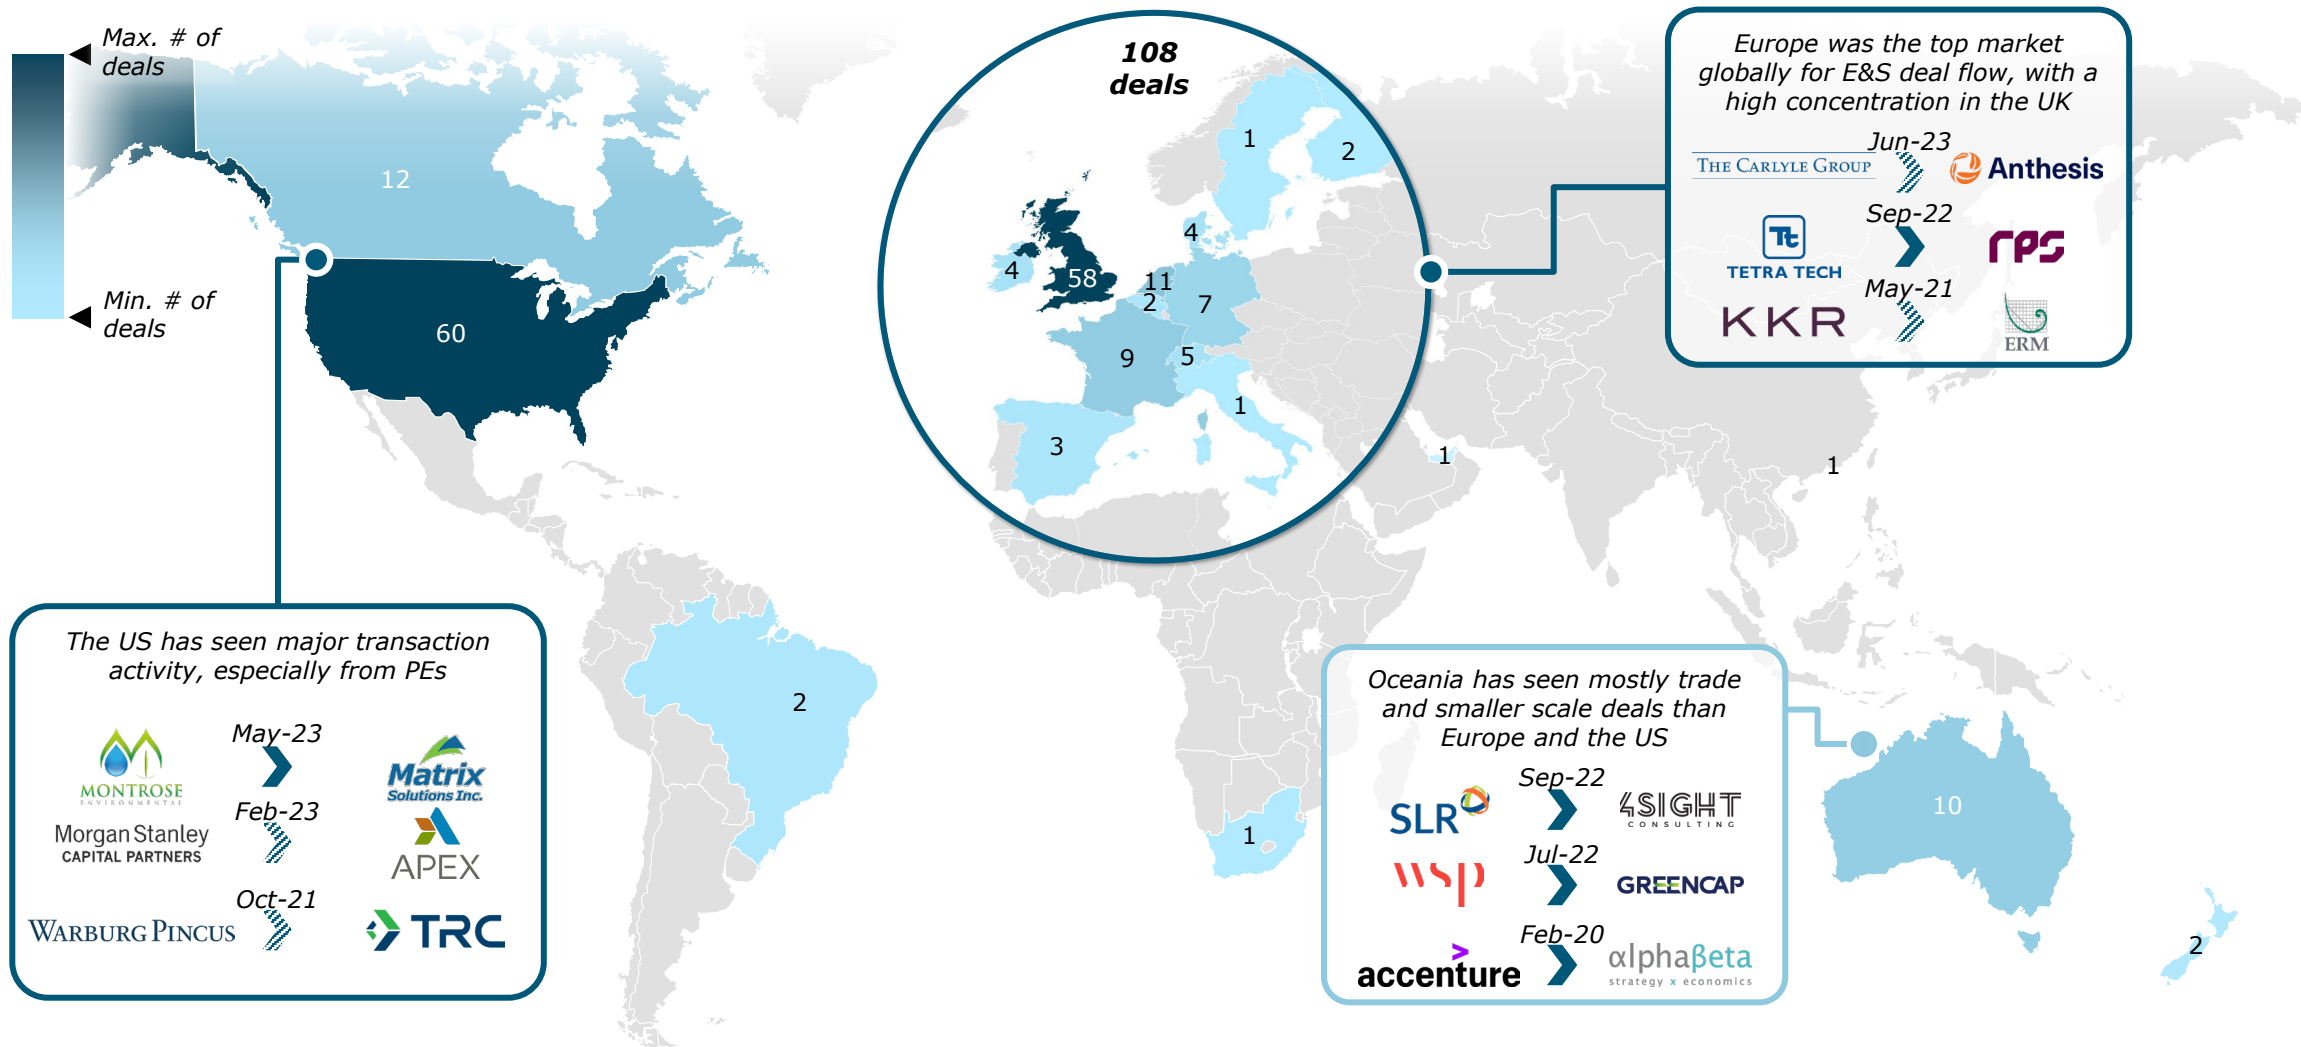 Max. # of
deals
Min. # of
deals
12
60
2
108
deals
1
2
4
4
58
11
2
7
9
5
1
3
1
1
1
10
2
Europe was the top market
globally for E&S deal flow, with a
high concentration in the UK
Jun-23
THE CARLYLE GROUP
Anthesis
Sep-22
Tt
TETRA TECH
rps
May-21
KKR
ERM
The US has seen major transaction
activity, especially from PEs
May-23
MONTROSE
ENVIRONMENTAL
Matrix
Solutions Inc.
Feb-23
Morgan Stanley
CAPITAL PARTNERS
APEX
Oct-21
WARBURG PINCUS
TRC
Oceania has seen mostly trade
and smaller scale deals than
Europe and the US
Sep-22
SLR
4SIGHT
CONSULTING
Jul-22
wsp
GREENCAP
Feb-20
accenture
αlphaβeta
strategy x economics